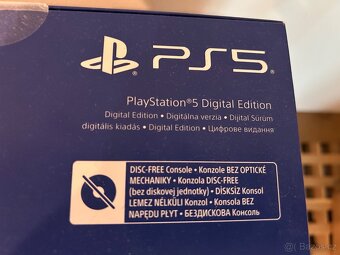 PS5
PlayStation®5 Digital Edition
Digital Edition • Digitálna verzia • Dijital Sürüm
digitális kiadás • Digital Edition • Цифрове видання
DISC-FREE Console • Konzole BEZ OPTICKÉ
MECHANIKY • Konzola DISC-FREE
(bez diskovej jednotky) • DİSKSİZ Konsol
LEMEZ NÉLKÜLI Konzol • Konsola BEZ
NAPĘDU PŁYT • БЕЗДИСКОВА Консоль